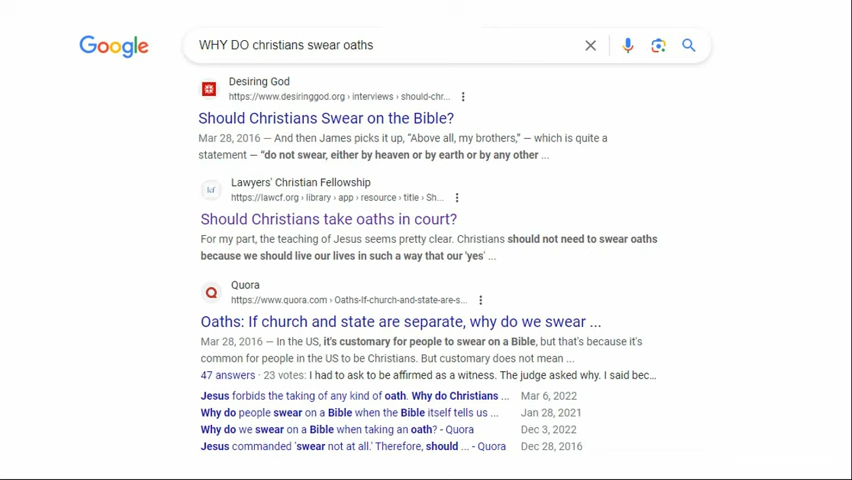 Google
WHY DO christians swear oaths
Desiring God
https://www.desiringgod.org › interviews › should-chr...
Should Christians Swear on the Bible?
Mar 28, 2016 — And then James picks it up, “Above all, my brothers,” — which is quite a
statement — “do not swear, either by heaven or by earth or by any other ...
lcf
Lawyers' Christian Fellowship
https://lawcf.org › library › app › resource › title › Sh...
Should Christians take oaths in court?
For my part, the teaching of Jesus seems pretty clear. Christians should not need to swear oaths
because we should live our lives in such a way that our 'yes' ...
Quora
https://www.quora.com › Oaths-If-church-and-state-are-s...
Oaths: If church and state are separate, why do we swear ...
Mar 28, 2016 — In the US, it's customary for people to swear on a Bible, but that's because it's
common for people in the US to be Christians. But customary does not mean ...
47 answers · 23 votes: I had to ask to be affirmed as a witness. The judge asked why. I said bec...
Jesus forbids the taking of any kind of oath. Why do Christians ... Mar 6, 2022
Why do people swear on a Bible when the Bible itself tells us ... Jan 28, 2021
Why do we swear on a Bible when taking an oath? - Quora Dec 3, 2022
Jesus commanded 'swear not at all.' Therefore, should ... - Quora Dec 28, 2016